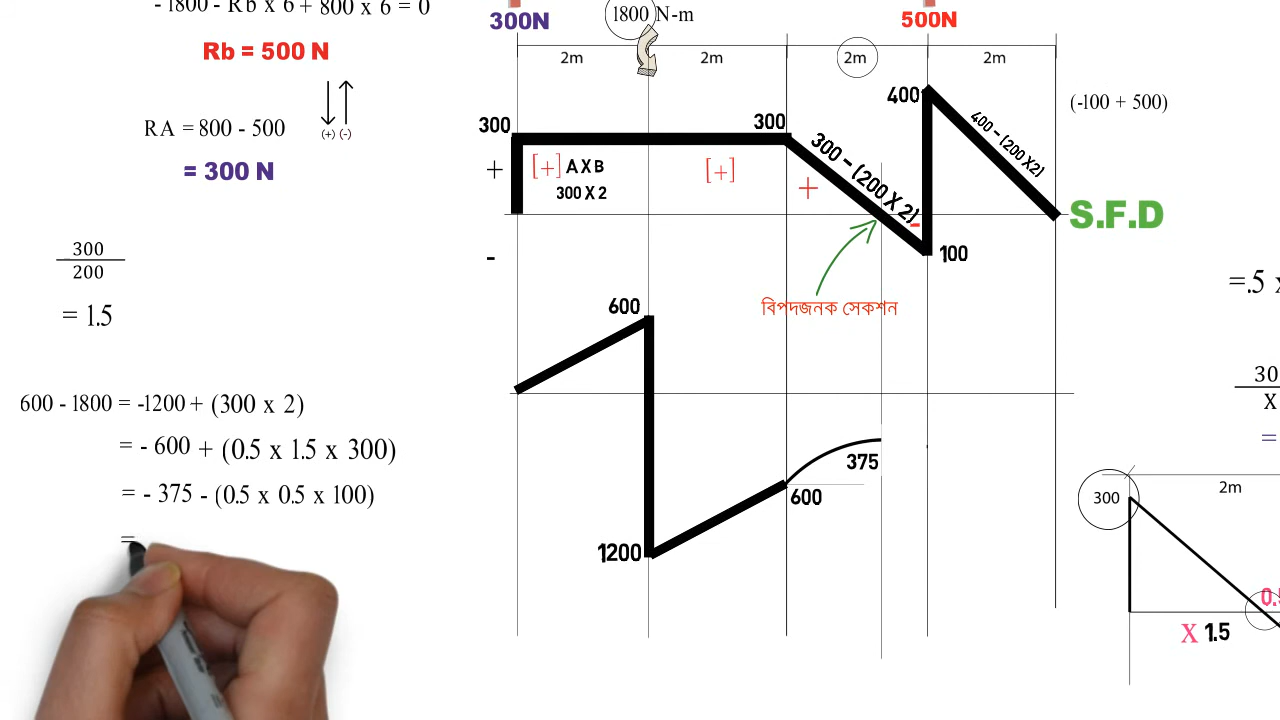 - 1800 - Rb x 6 + 800 x 6 = 0
Rb = 500 N
(+) (-)
RA = 800 - 500
= 300 N
300
200
= 1.5
600 - 1800 = -1200 + (300 x 2)
= - 600 + (0.5 x 1.5 x 300)
= - 375 - (0.5 x 0.5 x 100)
=
300N
1800 N-m
500N
2m
2m
2m
2m
300
300
400
(-100 + 500)
+
[+] A X B
300 X 2
[+]
+
300 - (200 X 2)
-
400 - (200 X2)
S.F.D
-
100
বিপদজনক সেকশন
600
375
600
1200
=.5 x
30
X
=
300
2m
0.5
X 1.5